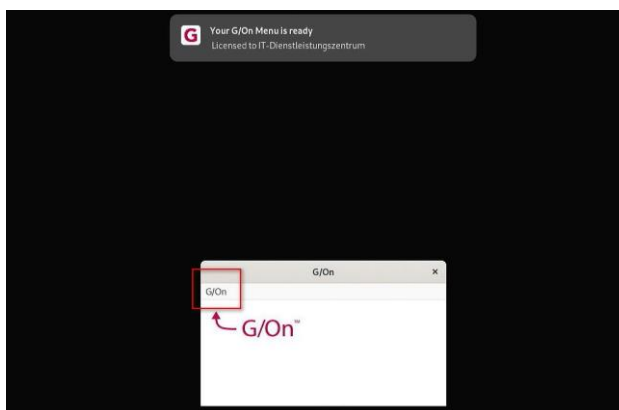 G
Your G/On Menu is ready
Licensed to IT-Dienstleistungszentrum
G/On
×
G/On
G/On™